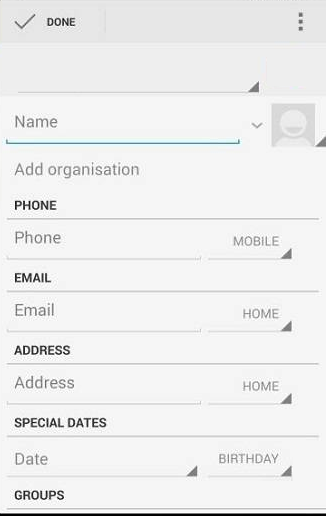 DONE
Name
Add organisation
PHONE
Phone MOBILE
EMAIL
Email HOME
ADDRESS
Address HOME
SPECIAL DATES
Date BIRTHDAY
GROUPS